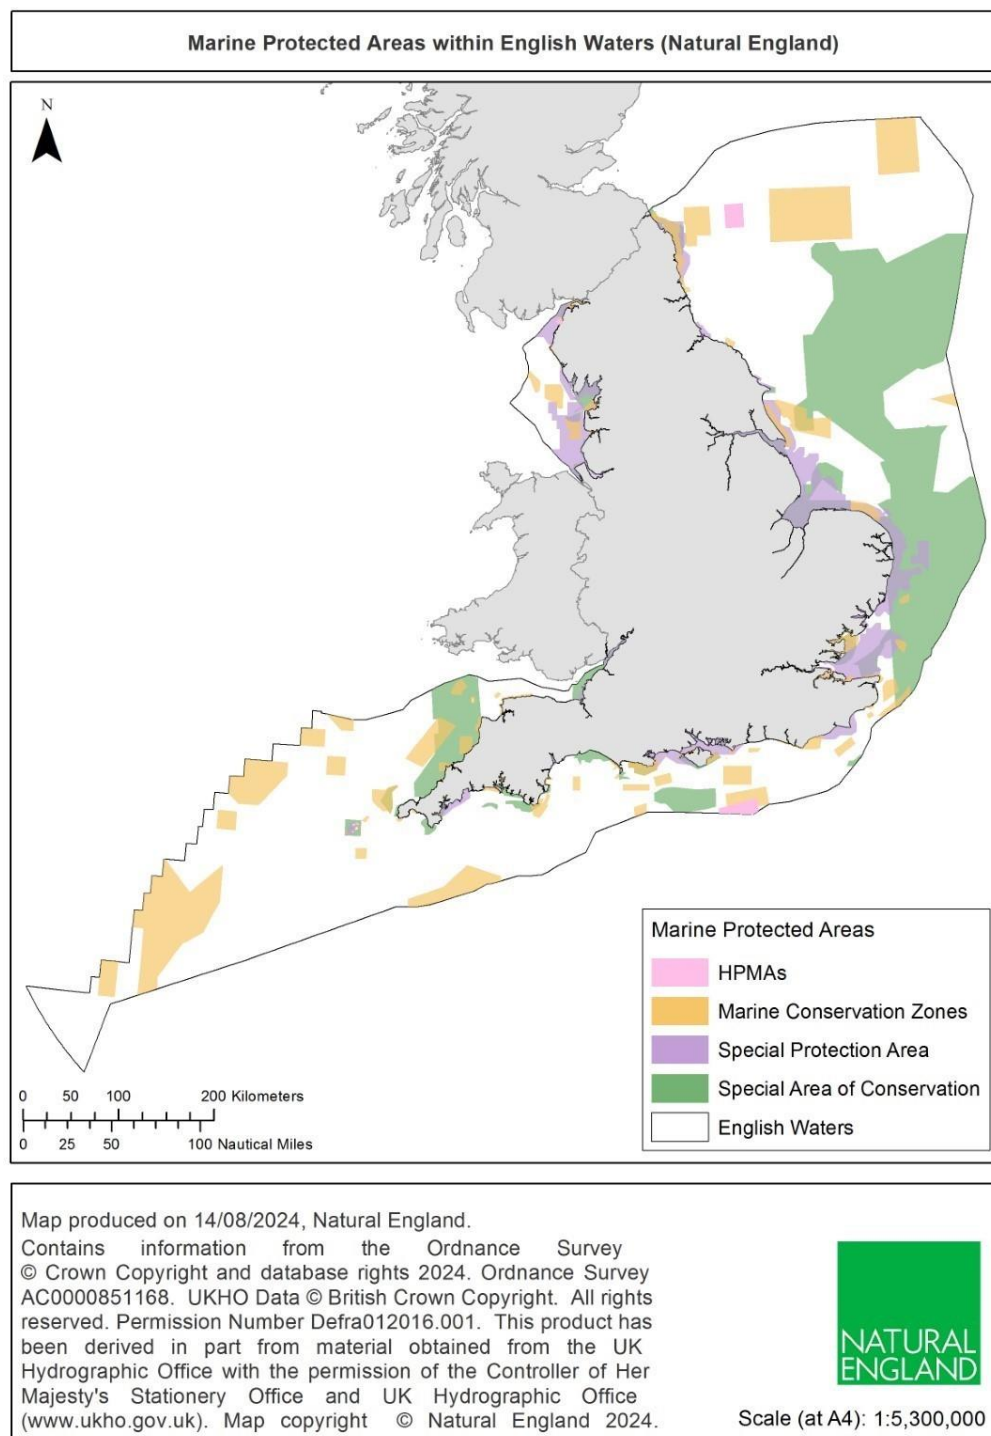 Marine Protected Areas within English Waters (Natural England)
N
Marine Protected Areas
HPMAs
Marine Conservation Zones
Special Protection Area
Special Area of Conservation
English Waters
0 50 100 200 Kilometers
0 25 50 100 Nautical Miles
Map produced on 14/08/2024, Natural England.
Contains information from the Ordnance Survey
© Crown Copyright and database rights 2024. Ordnance Survey
AC0000851168. UKHO Data © British Crown Copyright. All rights
reserved. Permission Number Defra012016.001. This product has
been derived in part from material obtained from the UK
Hydrographic Office with the permission of the Controller of Her
Majesty's Stationery Office and UK Hydrographic Office
(www.ukho.gov.uk). Map copyright © Natural England 2024.
NATURAL
ENGLAND
Scale (at A4): 1:5,300,000